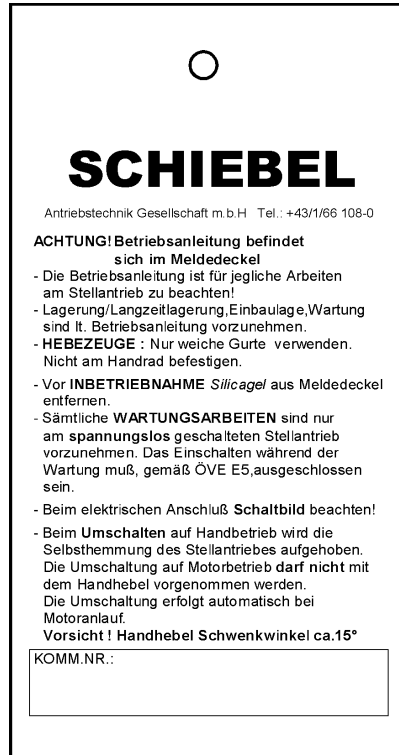 SCHIEBEL
Antriebstechnik Gesellschaft m.b.H Tel.: +43/1/66 108-0
ACHTUNG! Betriebsanleitung befindet
sich im Meldedeckel
- Die Betriebsanleitung ist für jegliche Arbeiten
am Stellantrieb zu beachten!
- Lagerung/Langzeitlagerung,Einbaulage,Wartung
sind lt. Betriebsanleitung vorzunehmen.
- HEBEZEUGE : Nur weiche Gurte verwenden.
Nicht am Handrad befestigen.
- Vor INBETRIEBNAHME Silicagel aus Meldedeckel
entfernen.
- Sämtliche WARTUNGSARBEITEN sind nur
am spannungslos geschalteten Stellantrieb
vorzunehmen. Das Einschalten während der
Wartung muß, gemäß ÖVE E5,ausgeschlossen
sein.
- Beim elektrischen Anschluß Schaltbild beachten!
- Beim Umschalten auf Handbetrieb wird die
Selbsthemmung des Stellantriebes aufgehoben.
Die Umschaltung auf Motorbetrieb darf nicht mit
dem Handhebel vorgenommen werden.
Die Umschaltung erfolgt automatisch bei
Motoranlauf.
Vorsicht ! Handhebel Schwenkwinkel ca.15°
KOMM.NR.: